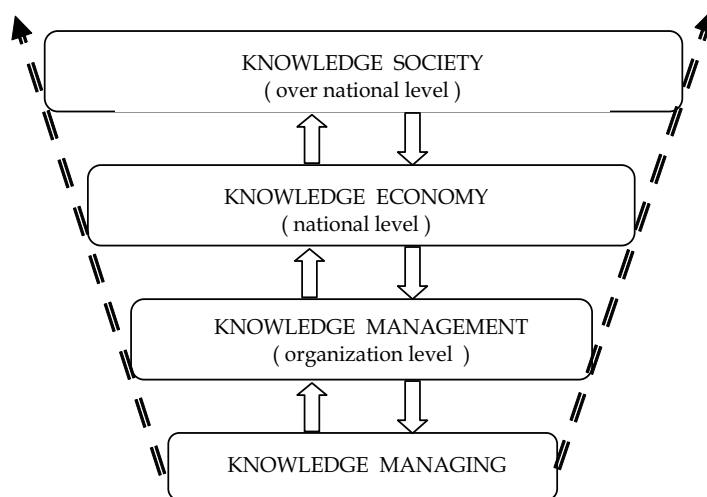 KNOWLEDGE SOCIETY
( over national level )
KNOWLEDGE ECONOMY
( national level )
KNOWLEDGE MANAGEMENT
( organization level )
KNOWLEDGE MANAGING